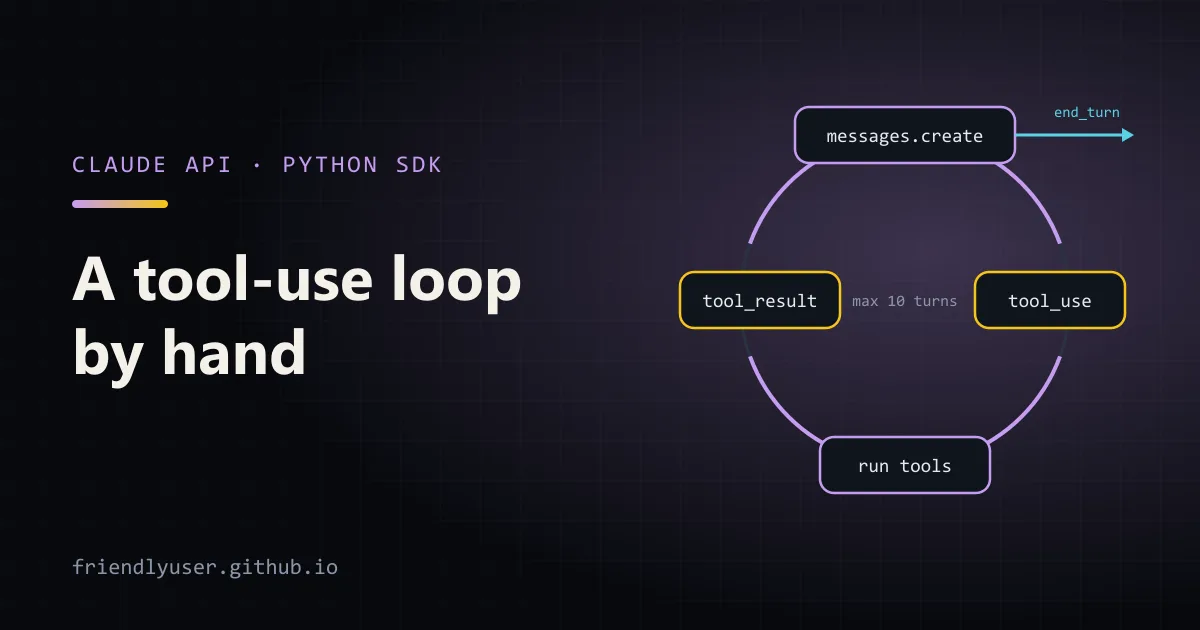 CLAUDE API · PYTHON SDK
A tool-use loop
by hand
friendlyuser.github.io
end_turn
messages.create
tool_result
max 10 turns
tool_use
run tools